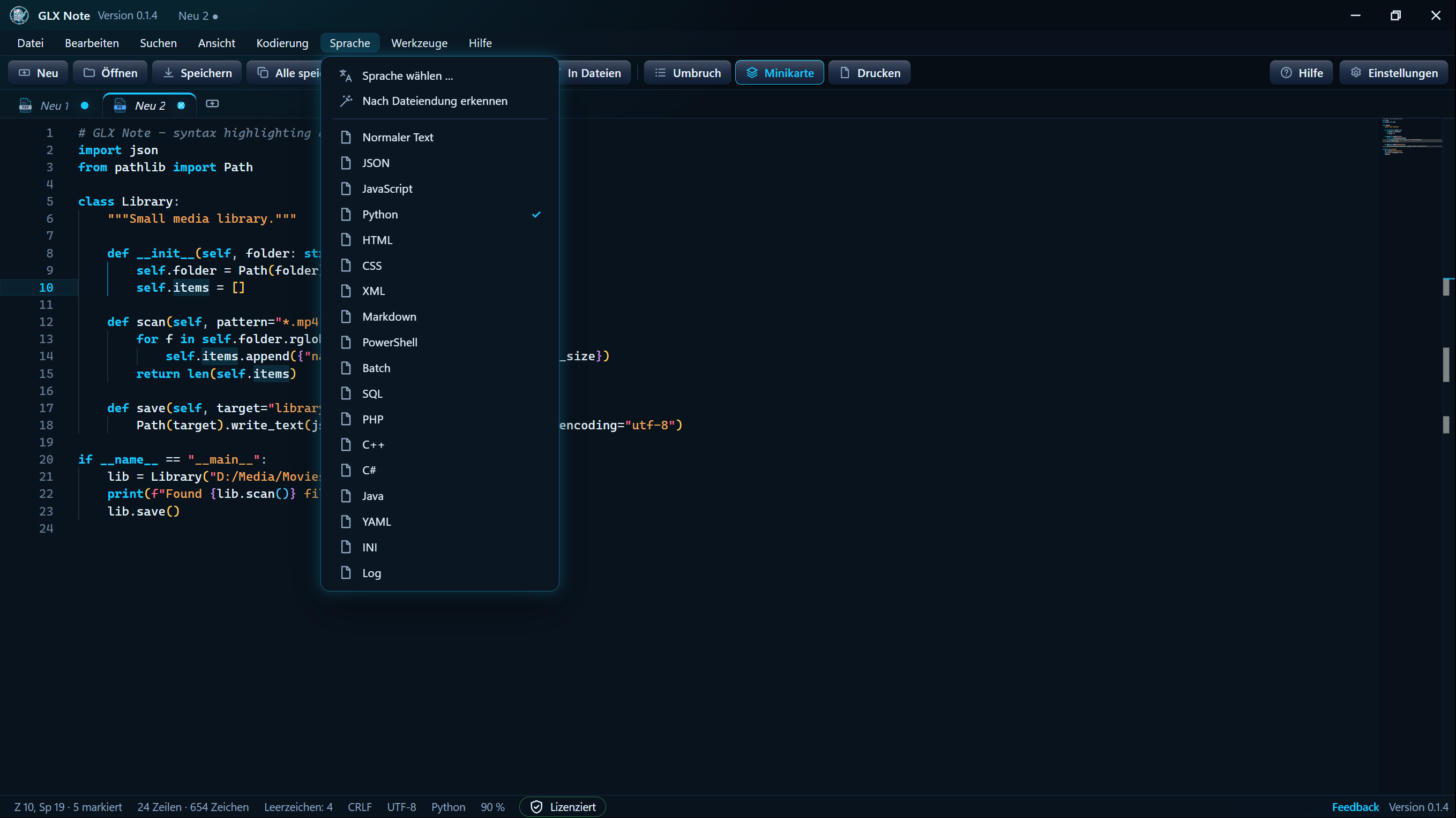 GLX Note Version 0.1.4 Neu 2 ●
Datei Bearbeiten Suchen Ansicht Kodierung Sprache Werkzeuge Hilfe
Neu Öffnen Speichern Alle spei In Dateien Umbruch Minikarte Drucken Hilfe Einstellungen
Neu 1 Neu 2
Sprache wählen ...
Nach Dateiendung erkennen
Normaler Text
JSON
JavaScript
Python
HTML
CSS
XML
Markdown
PowerShell
Batch
SQL
PHP
C++
C#
Java
YAML
INI
Log
1 # GLX Note – syntax highlighting
2 import json
3 from pathlib import Path
4
5 class Library:
6 """Small media library."""
7
8 def __init__(self, folder: st
9 self.folder = Path(folder
10 self.items = []
11
12 def scan(self, pattern="*.mp4
13 for f in self.folder.rglo
14 self.items.append({"na _size})
15 return len(self.items)
16
17 def save(self, target="library
18 Path(target).write_text(js encoding="utf-8")
19
20 if __name__ == "__main__":
21 lib = Library("D:/Media/Movie
22 print(f"Found {lib.scan()} fi
23 lib.save()
24
Z 10, Sp 19 · 5 markiert 24 Zeilen · 654 Zeichen Leerzeichen: 4 CRLF UTF-8 Python 90 % Lizenziert Feedback Version 0.1.4